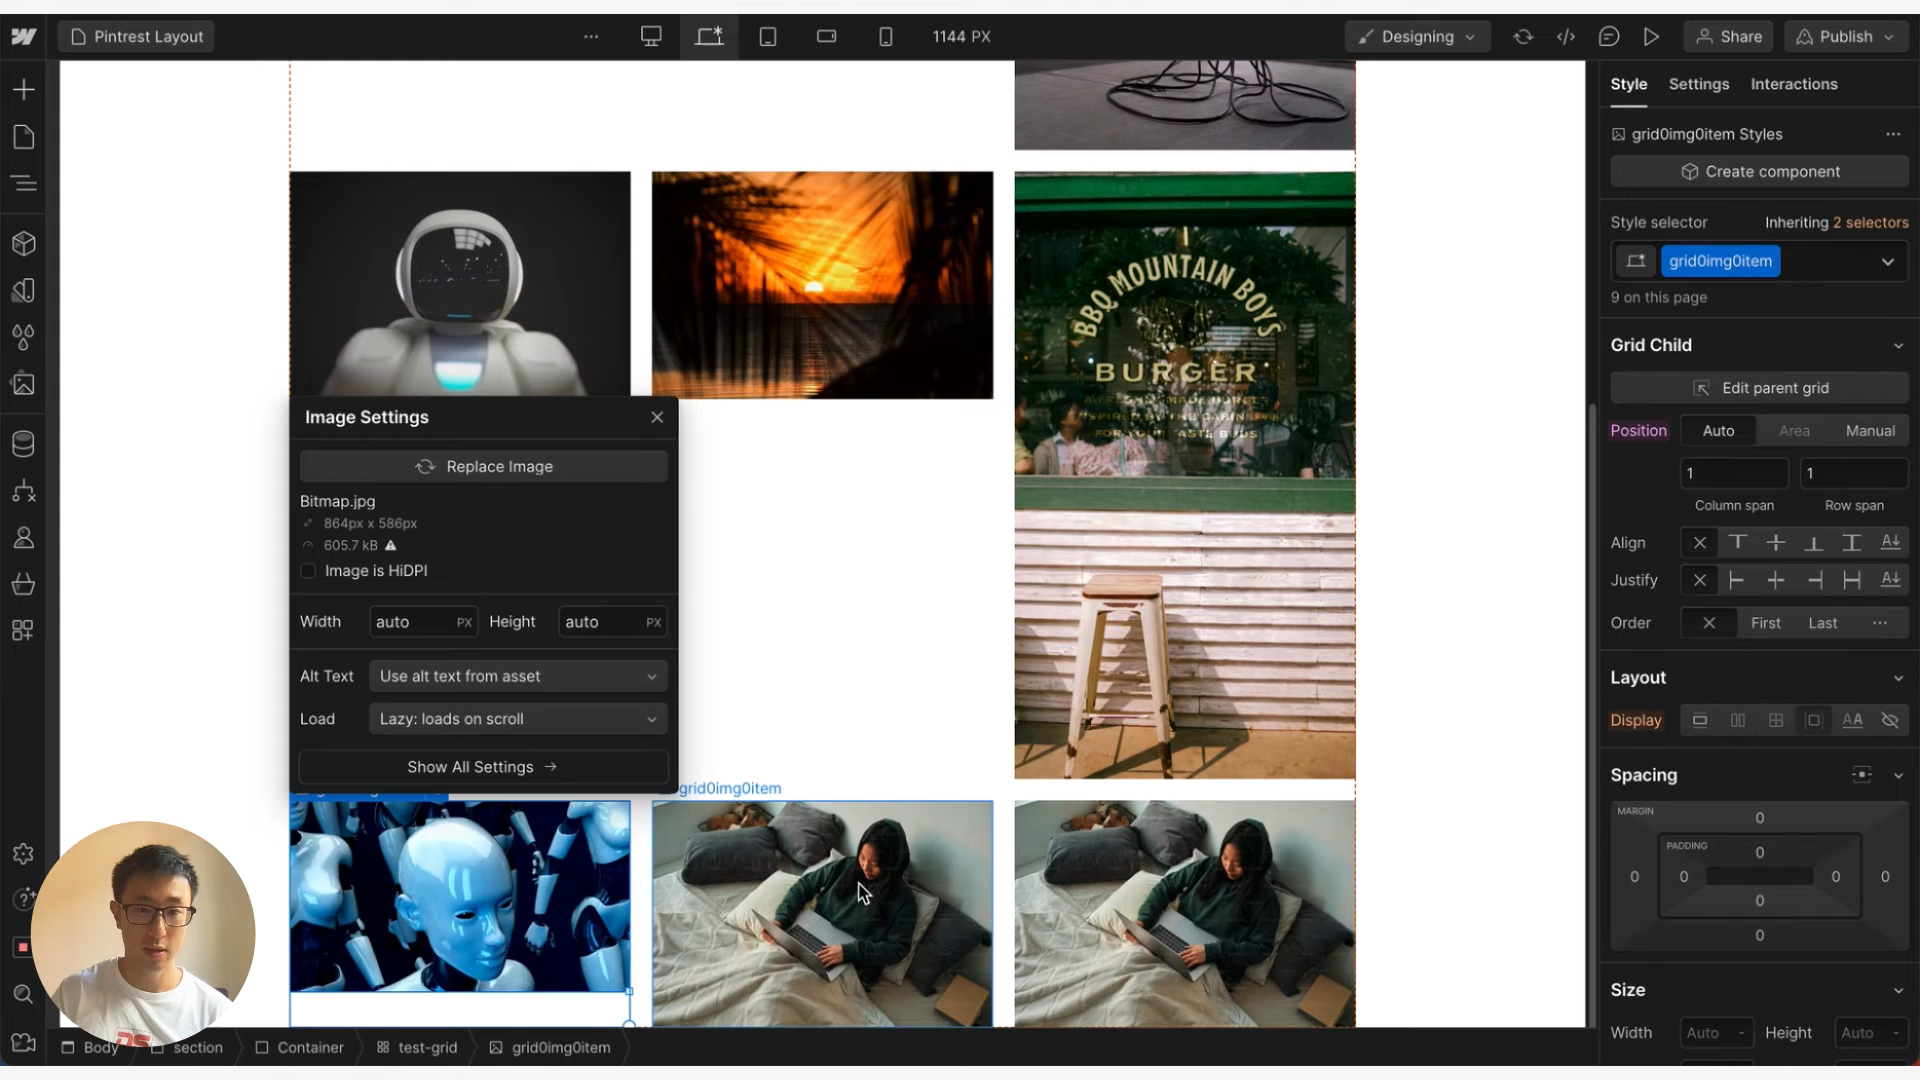 Pintrest Layout
1144 PX
Designing
Share
Publish
Style
Settings
Interactions
grid0img0item Styles
Create component
Style selector
Inheriting 2 selectors
grid0img0item
9 on this page
Grid Child
Edit parent grid
Position
Auto
Area
Manual
1
1
Column span
Row span
Align
Justify
Order
First
Last
Layout
Display
Spacing
MARGIN
0
PADDING
0
0
0
0
0
0
0
Size
Width
Auto
-
Height
Auto
-
BBQ MOUNTAIN BOYS
BURGER
FOR YOUR TASTE BUDS
Image Settings
Replace Image
Bitmap.jpg
864px x 586px
605.7 kB
Image is HiDPI
Width
auto
PX
Height
auto
PX
Alt Text
Use alt text from asset
Load
Lazy: loads on scroll
Show All Settings
grid0img0item
Body
section
Container
test-grid
grid0img0item